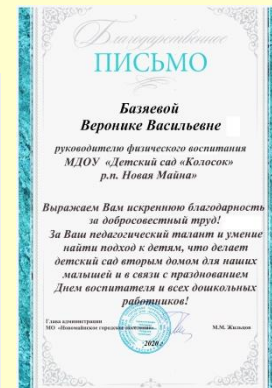 Благодарственное
ПИСЬМО
Базяевой
Веронике Васильевне
руководителю физического воспитания
МДОУ «Детский сад «Колосок»
р.п. Новая Майна»
Выражаем Вам искреннюю благодарность
за добросовестный труд!
За Ваш педагогический талант и умение
найти подход к детям, что делает
детский сад вторым домом для наших
малышей и в связи с празднованием
Днем воспитателя и всех дошкольных
работников!
Глава администрации
МО «Новомайнское городское поселение»
М.М. Жильцов
2020 г